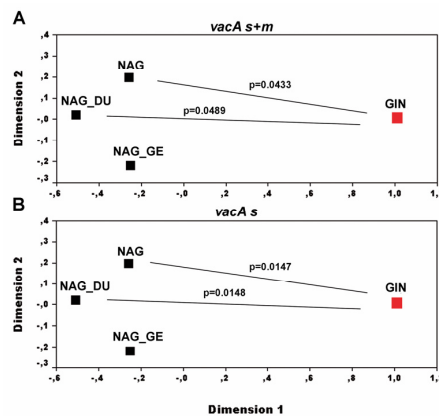 A
vacA s+m
,4
,3
,2
,1
-,0
-,1
-,2
-,3
Dimension 2
NAG
NAG_DU
NAG_GE
GIN
p=0.0433
p=0.0489
-,6 -,4 -,2 -,0 ,2 ,4 ,6 ,8 1,0 1,
B
vacA s
,4
,3
,2
,1
-,0
-,1
-,2
-,3
Dimension 2
NAG
NAG_DU
NAG_GE
GIN
p=0.0147
p=0.0148
-,6 -,4 -,2 -,0 ,2 ,4 ,6 ,8 1,0 1,
Dimension 1